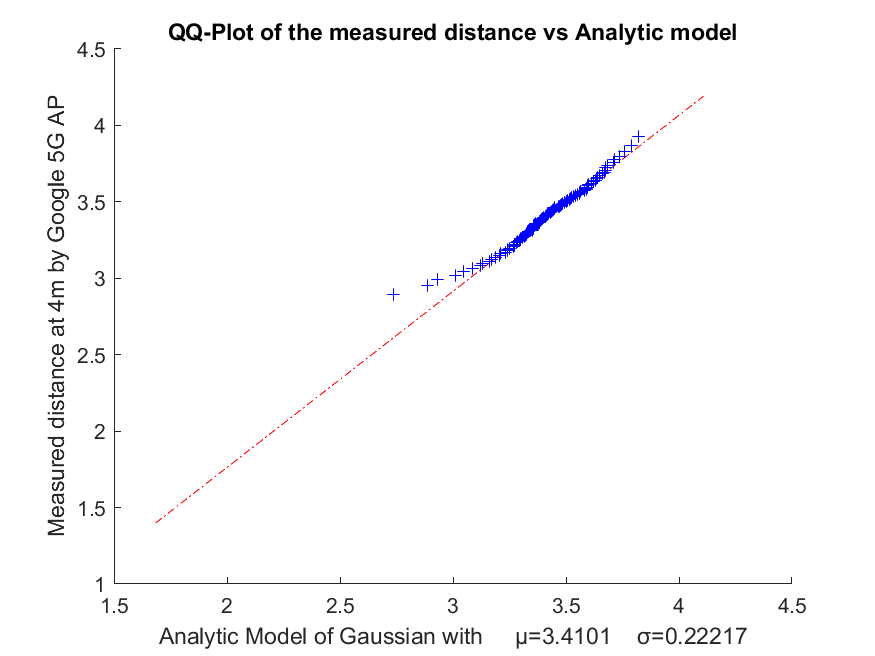 QQ-Plot of the measured distance vs Analytic model
Measured distance at 4m by Google 5G AP
4.5
4
3.5
3
2.5
2
1.5
1
1.5 2 2.5 3 3.5 4 4.5
Analytic Model of Gaussian with μ=3.4101 σ=0.22217